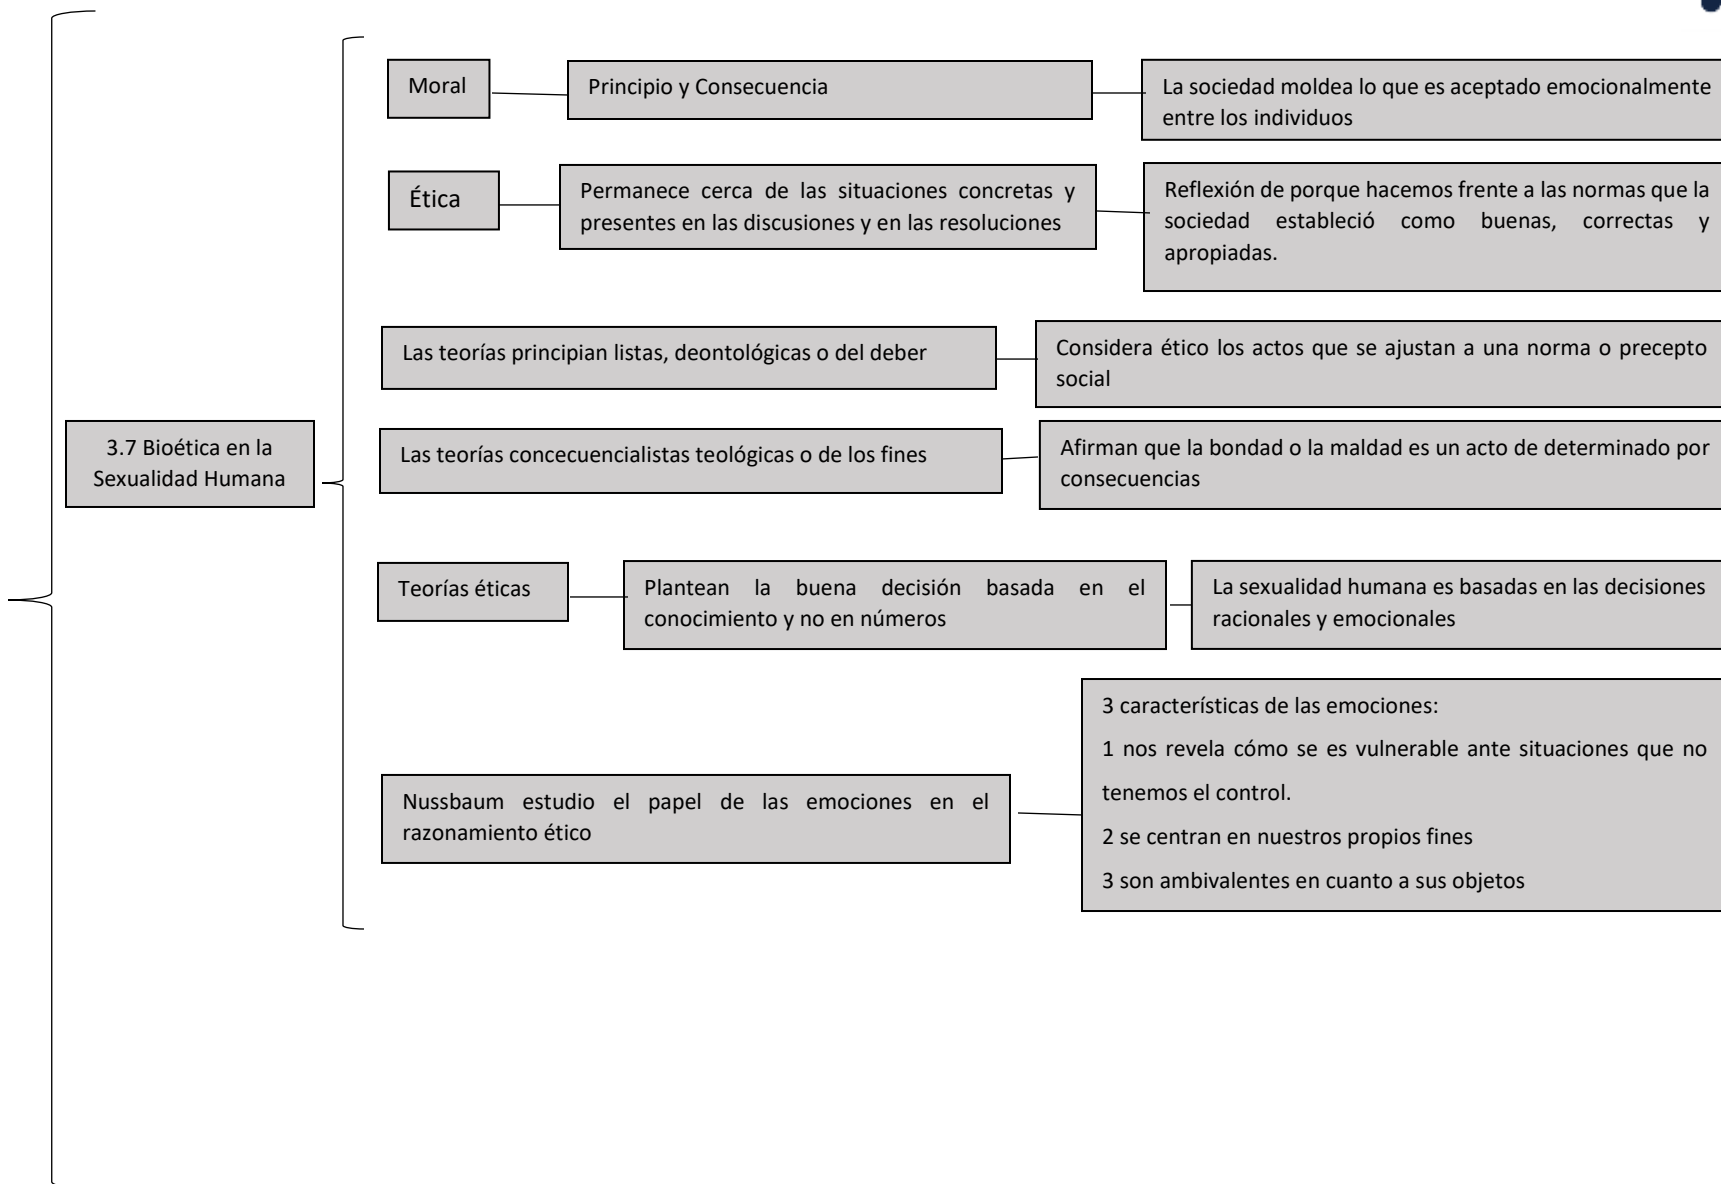 Moral
Principio y Consecuencia
La sociedad moldea lo que es aceptado emocionalmente
entre los individuos
Ética
Permanece cerca de las situaciones concretas y
presentes en las discusiones y en las resoluciones
Reflexión de porque hacemos frente a las normas que la
sociedad estableció como buenas, correctas y
apropiadas.
Las teorías principian listas, deontológicas o del deber
Considera ético los actos que se ajustan a una norma o precepto
social
3.7 Bioética en la
Sexualidad Humana
Las teorías concecuencialistas teológicas o de los fines
Afirman que la bondad o la maldad es un acto de determinado por
consecuencias
Teorías éticas
Plantean la buena decisión basada en el
conocimiento y no en números
La sexualidad humana es basadas en las decisiones
racionales y emocionales
Nussbaum estudio el papel de las emociones en el
razonamiento ético
3 características de las emociones:
1 nos revela cómo se es vulnerable ante situaciones que no
tenemos el control.
2 se centran en nuestros propios fines
3 son ambivalentes en cuanto a sus objetos